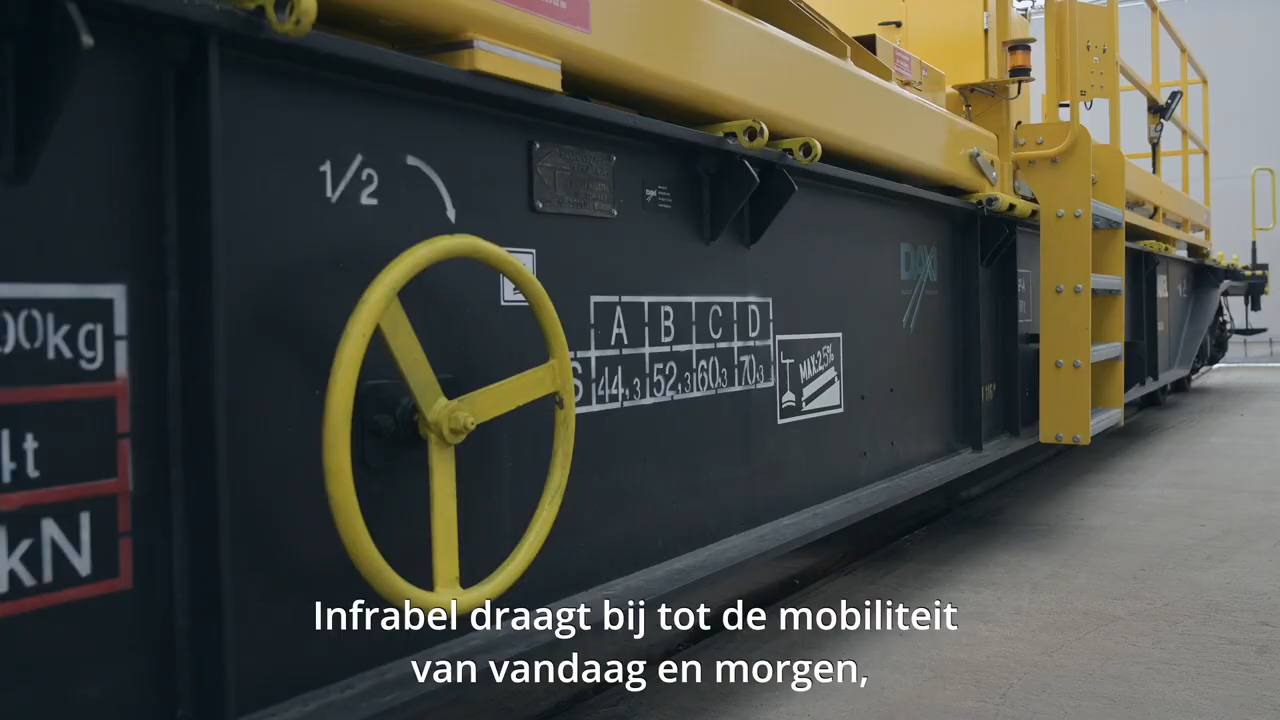 1/2
DAXI
00kg
4t
kN
A B C D
S 44,3 52,3 60,3 70,3
MAX:2,5%
Infrabel draagt bij tot de mobiliteit
van vandaag en morgen,